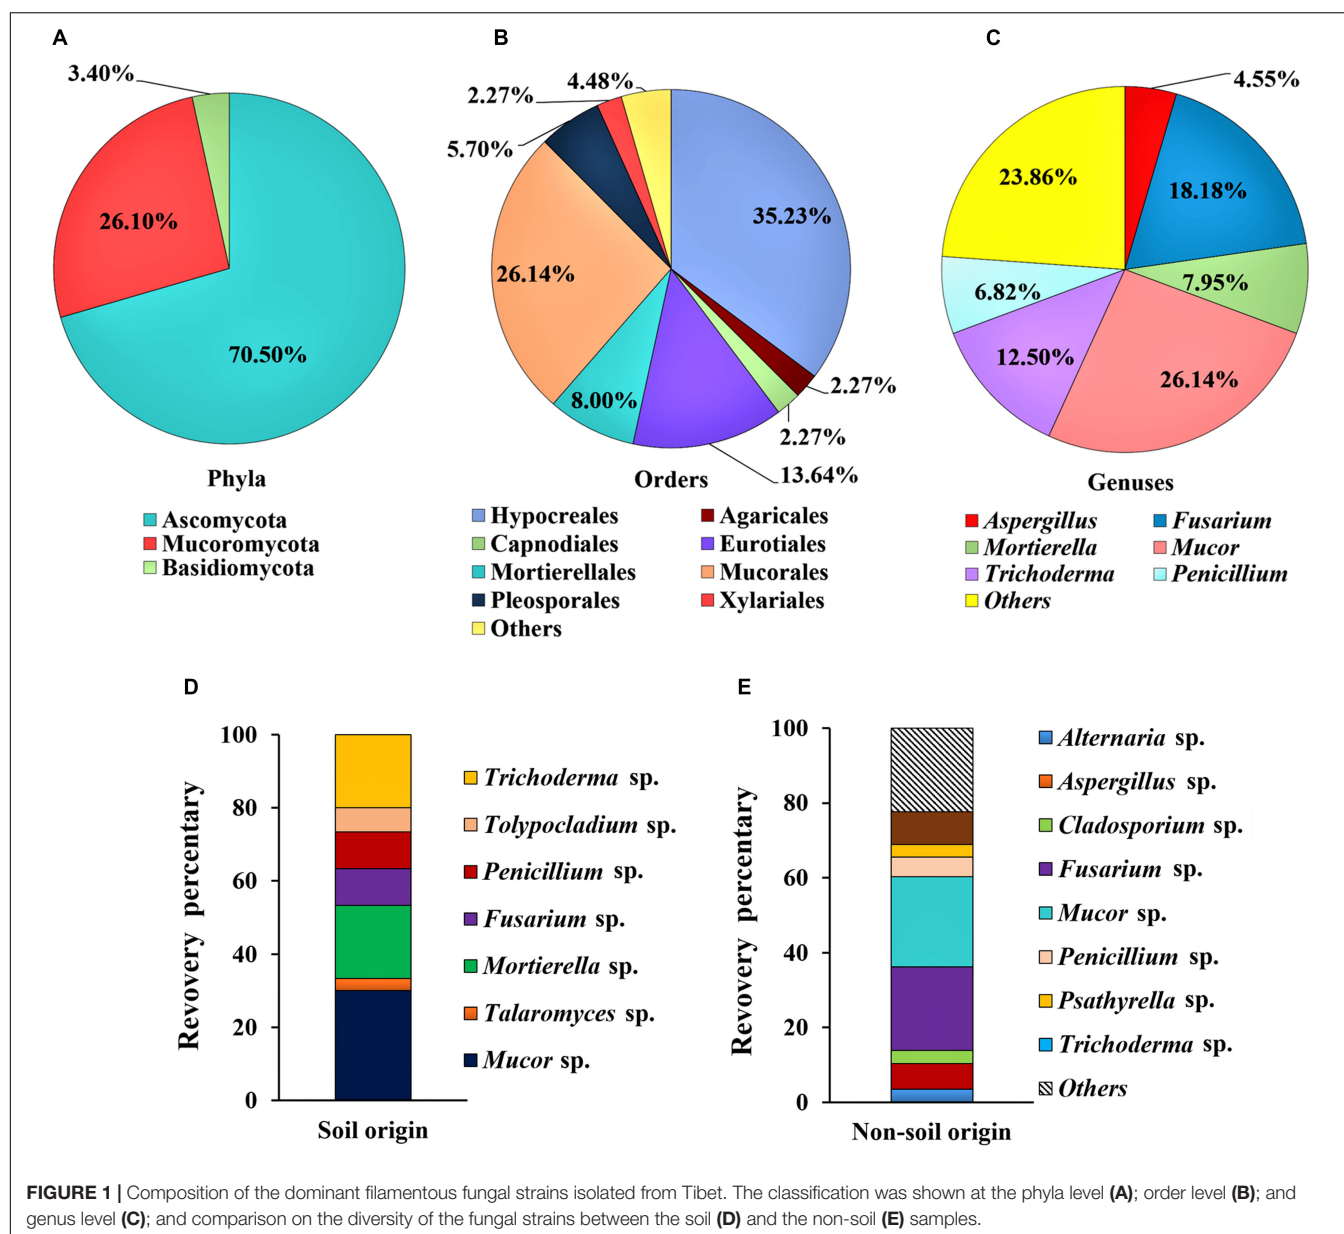 A
3.40%
26.10%
70.50%
Phyla
Ascomycota
Mucoromycota
Basidiomycota
B
4.48%
2.27%
5.70%
35.23%
26.14%
8.00%
2.27%
2.27%
13.64%
Orders
Hypocreales
Agaricales
Capnodiales
Eurotiales
Mortierellales
Mucorales
Pleosporales
Xylariales
Others
C
4.55%
23.86%
18.18%
7.95%
6.82%
12.50%
26.14%
Genuses
Aspergillus
Fusarium
Mortierella
Mucor
Trichoderma
Penicillium
Others
D
Revovery percentary
100
80
60
40
20
0
Soil origin
Trichoderma sp.
Tolypocladium sp.
Penicillium sp.
Fusarium sp.
Mortierella sp.
Talaromyces sp.
Mucor sp.
E
Revovery percentary
100
80
60
40
20
0
Non-soil origin
Alternaria sp.
Aspergillus sp.
Cladosporium sp.
Fusarium sp.
Mucor sp.
Penicillium sp.
Psathyrella sp.
Trichoderma sp.
Others
FIGURE 1 | Composition of the dominant filamentous fungal strains isolated from Tibet. The classification was shown at the phyla level (A); order level (B); and
genus level (C); and comparison on the diversity of the fungal strains between the soil (D) and the non-soil (E) samples.